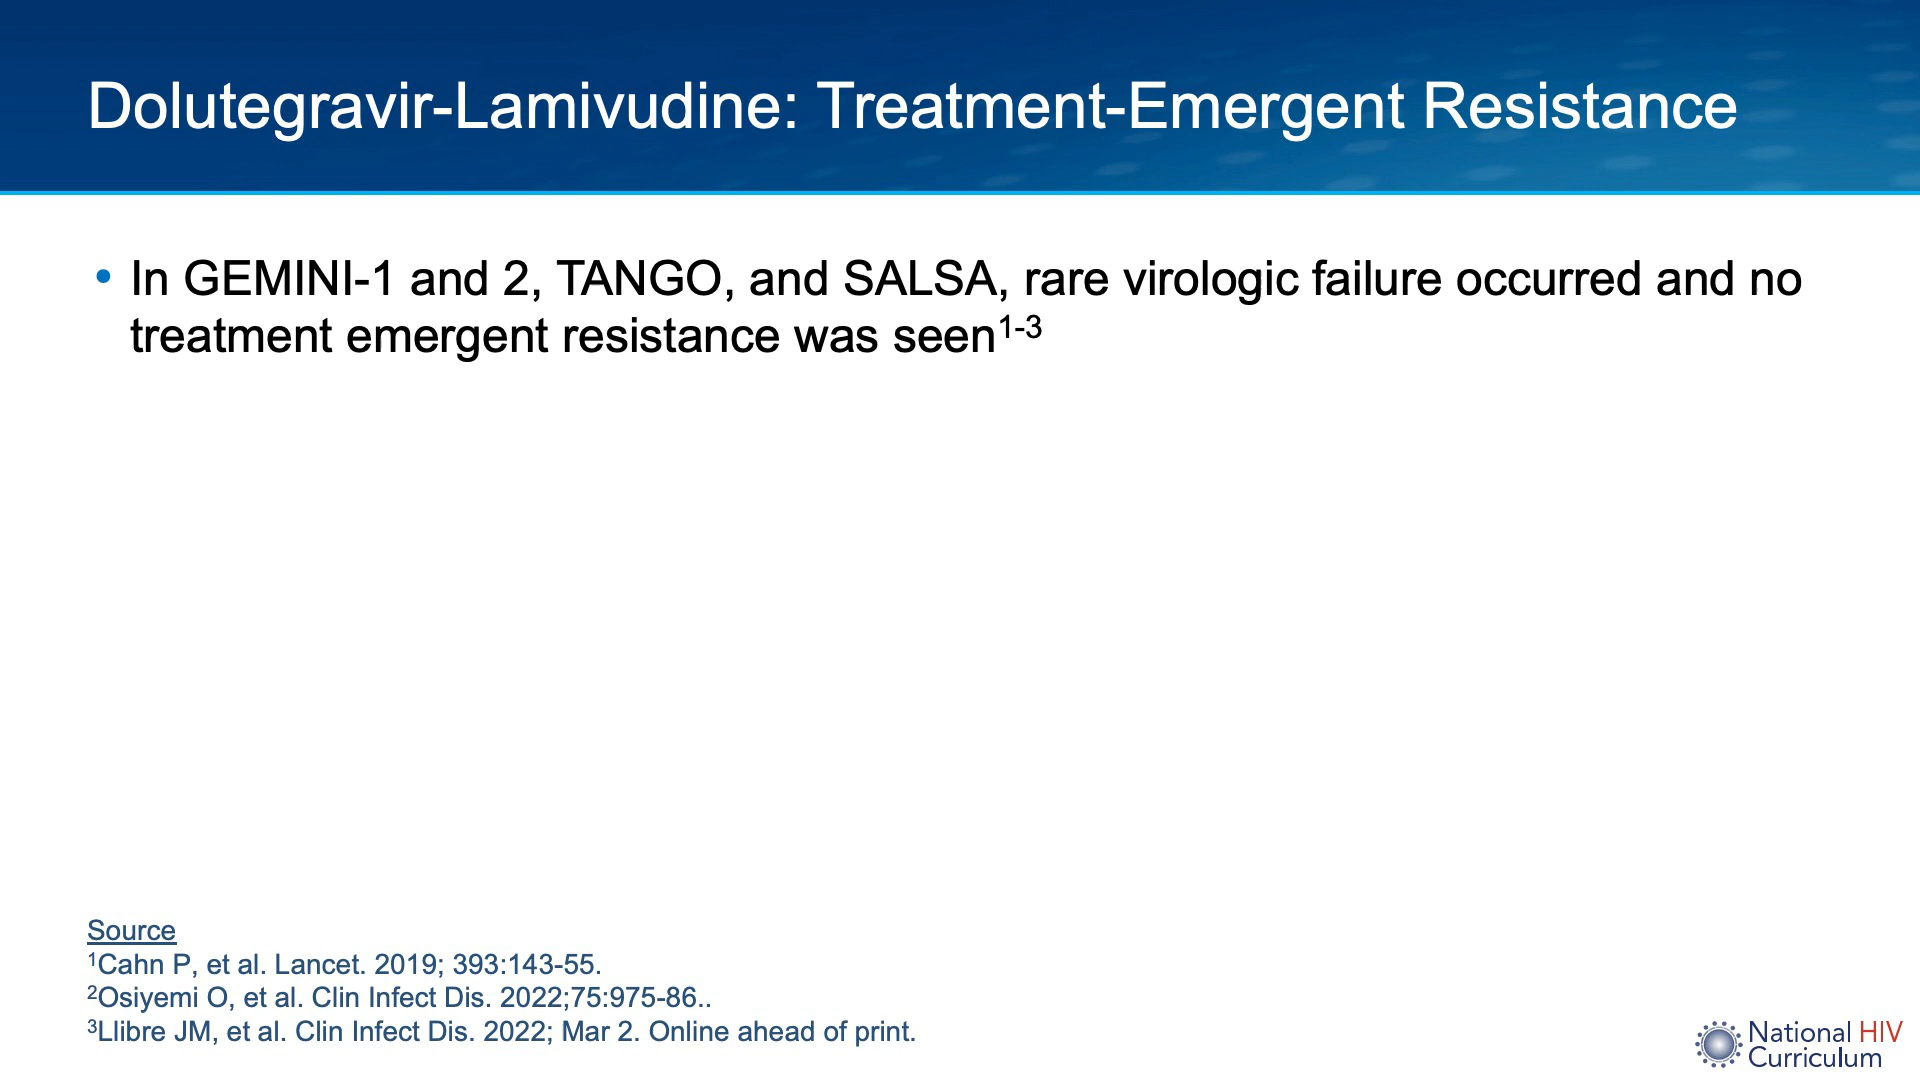 Dolutegravir-Lamivudine: Treatment-Emergent Resistance
• In GEMINI-1 and 2, TANGO, and SALSA, rare virologic failure occurred and no
treatment emergent resistance was seen¹⁻³
Source
¹Cahn P, et al. Lancet. 2019; 393:143-55.
²Osiyemi O, et al. Clin Infect Dis. 2022;75:975-86..
³Llibre JM, et al. Clin Infect Dis. 2022; Mar 2. Online ahead of print.
National HIV
Curriculum